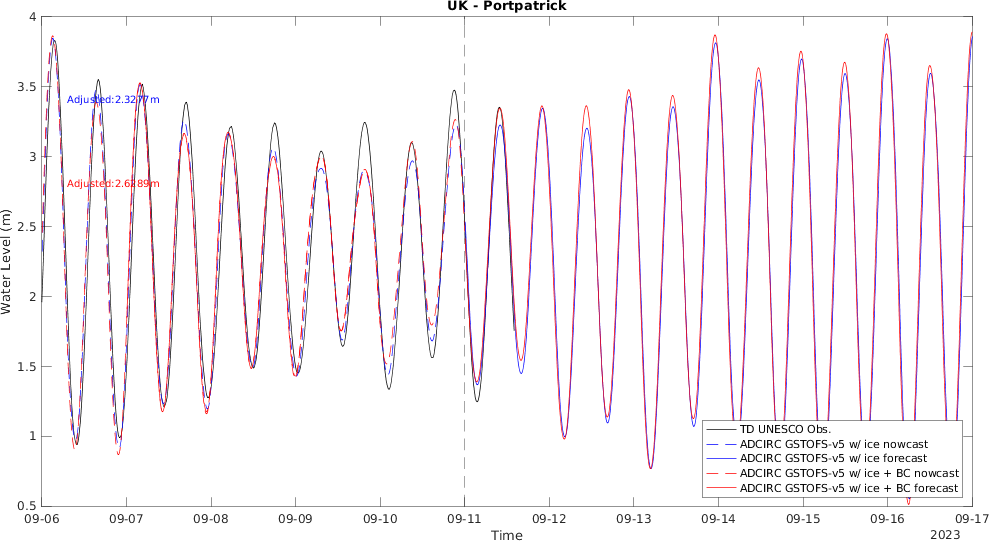 UK - Portpatrick
Water Level (m)
4
3.5
3
2.5
2
1.5
1
0.5
Adjusted:2.3277m
Adjusted:2.6289m
TD UNESCO Obs.
ADCIRC GSTOFS-v5 w/ ice nowcast
ADCIRC GSTOFS-v5 w/ ice forecast
ADCIRC GSTOFS-v5 w/ ice + BC nowcast
ADCIRC GSTOFS-v5 w/ ice + BC forecast
09-06 09-07 09-08 09-09 09-10 09-11 09-12 09-13 09-14 09-15 09-16 09-17
Time
2023